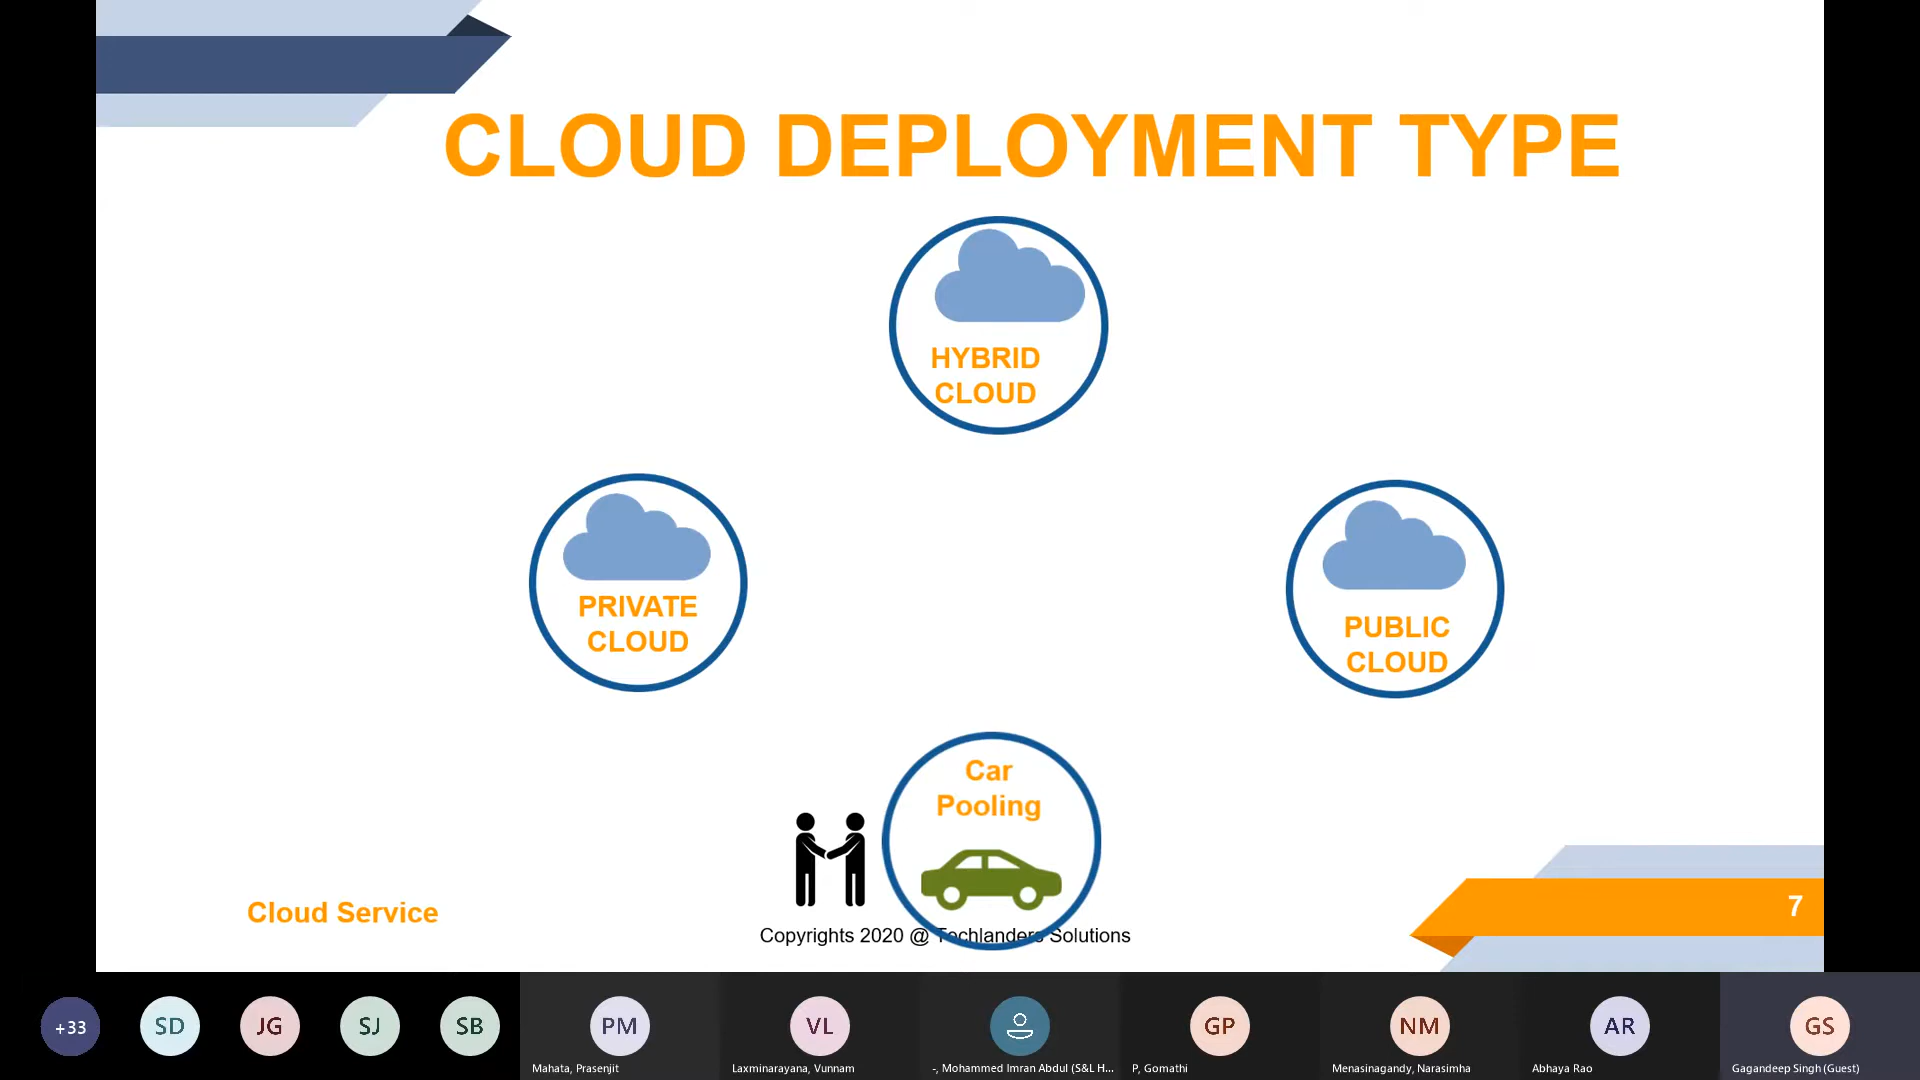 CLOUD DEPLOYMENT TYPE
HYBRID
CLOUD
PRIVATE
CLOUD
PUBLIC
CLOUD
Car
Pooling
Cloud Service
Copyrights 2020 @ Techlanders Solutions
7
+33
SD
JG
SJ
SB
PM
VL
GP
NM
AR
GS
Mahata, Prasenjit
Laxminarayana, Vunnam
-, Mohammed Imran Abdul (S&L H...
P, Gomathi
Menasinagandy, Narasimha
Abhaya Rao
Gagandeep Singh (Guest)